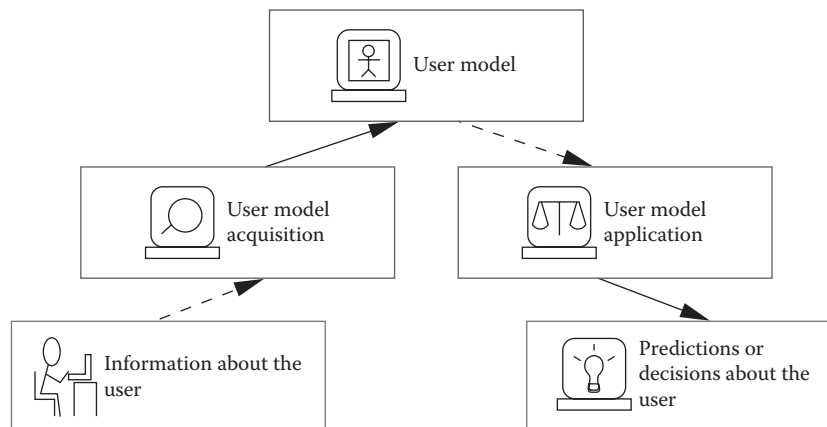 User model
User model
acquisition
User model
application
Information about the
user
Predictions or
decisions about the
user